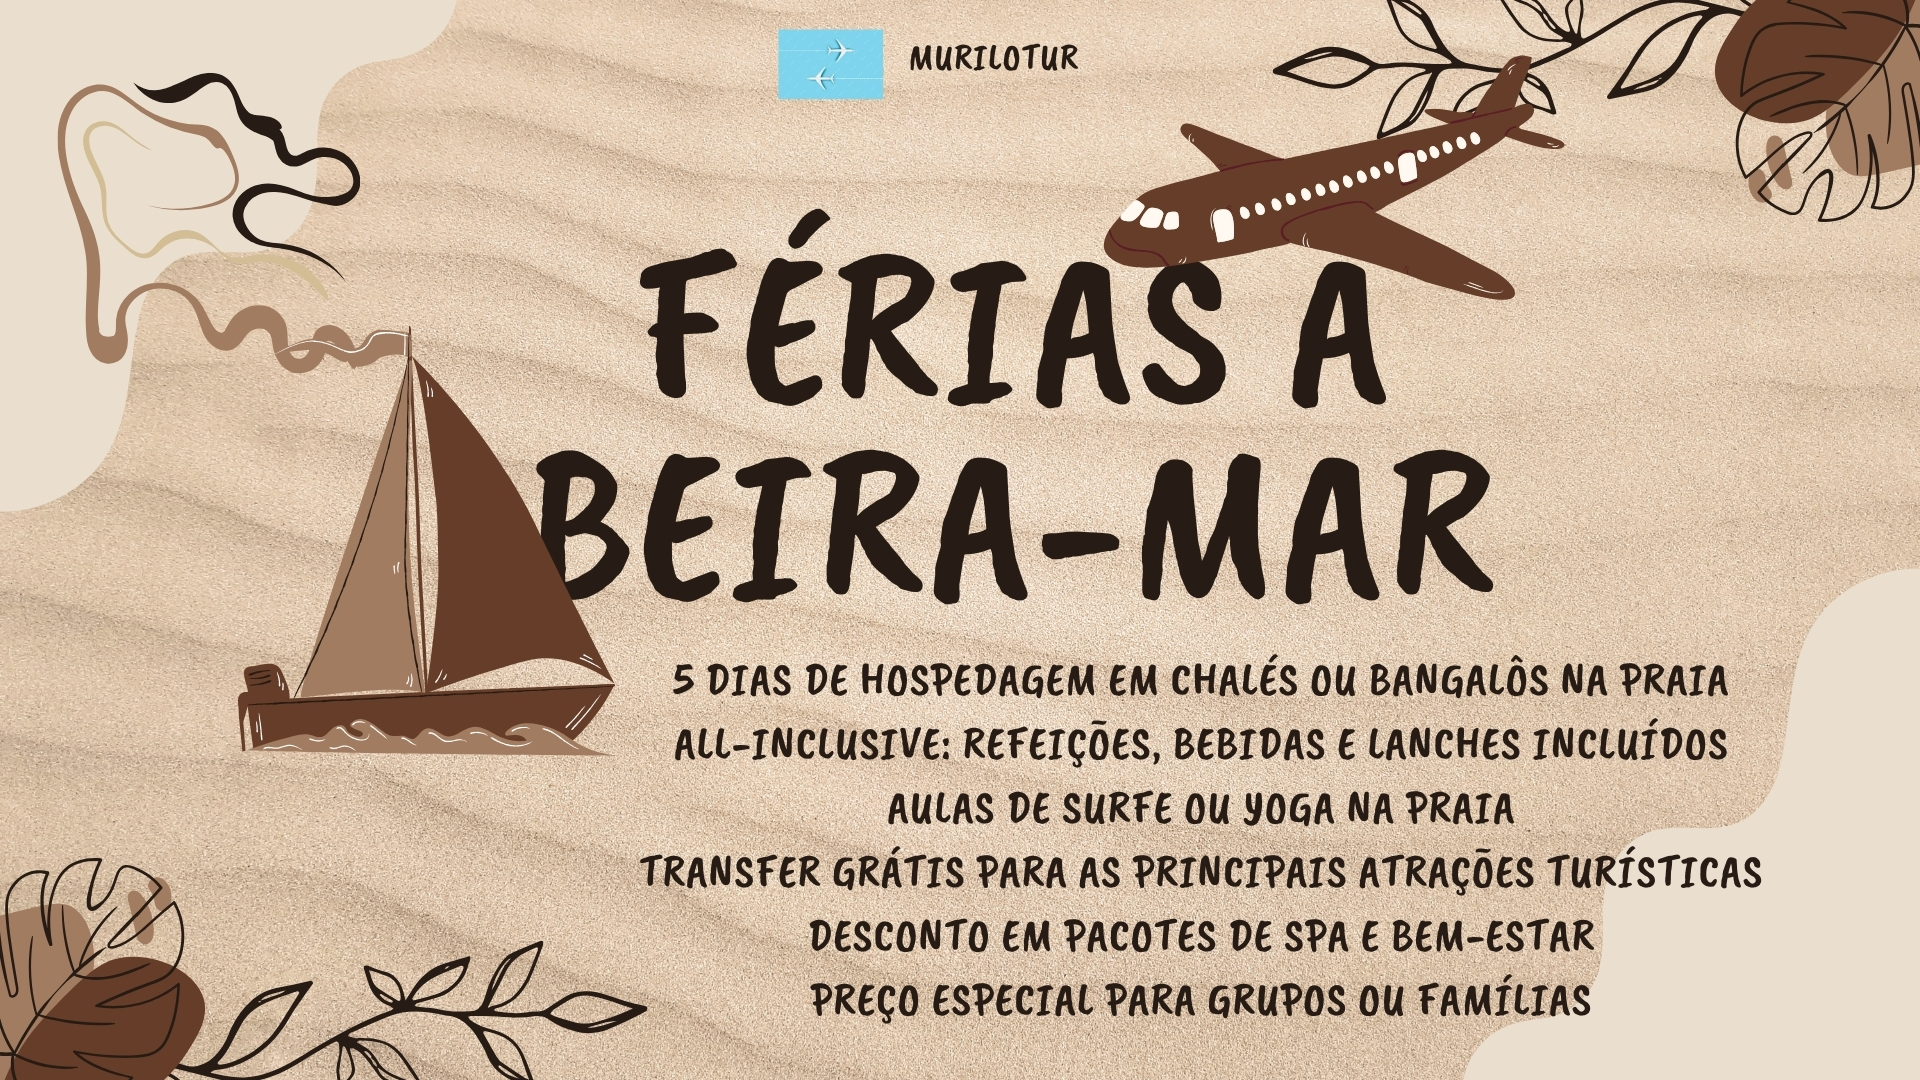 MURILOTUR
FÉRIAS A
BEIRA-MAR
5 DIAS DE HOSPEDAGEM EM CHALÉS OU BANGALÔS NA PRAIA
ALL-INCLUSIVE: REFEIÇÕES, BEBIDAS E LANCHES INCLUÍDOS
AULAS DE SURFE OU YOGA NA PRAIA
TRANSFER GRÁTIS PARA AS PRINCIPAIS ATRAÇÕES TURÍSTICAS
DESCONTO EM PACOTES DE SPA E BEM-ESTAR
PREÇO ESPECIAL PARA GRUPOS OU FAMÍLIAS